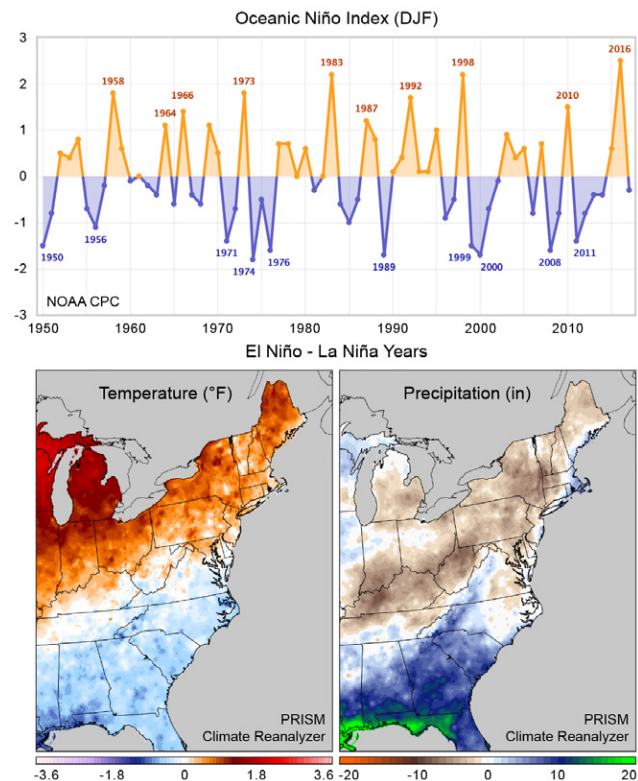 Oceanic Niño Index (DJF)
3
2
1
0
-1
-2
-3
1958
1964
1966
1973
1983
1987
1992
1998
2010
2016
1950
1956
1971
1974
1976
1989
1999
2000
2008
2011
NOAA CPC
1950 1960 1970 1980 1990 2000 2010
El Niño - La Niña Years
Temperature (°F)
Precipitation (in)
PRISM
Climate Reanalyzer
PRISM
Climate Reanalyzer
-3.6 -1.8 0 1.8 3.6
-20 -10 0 10